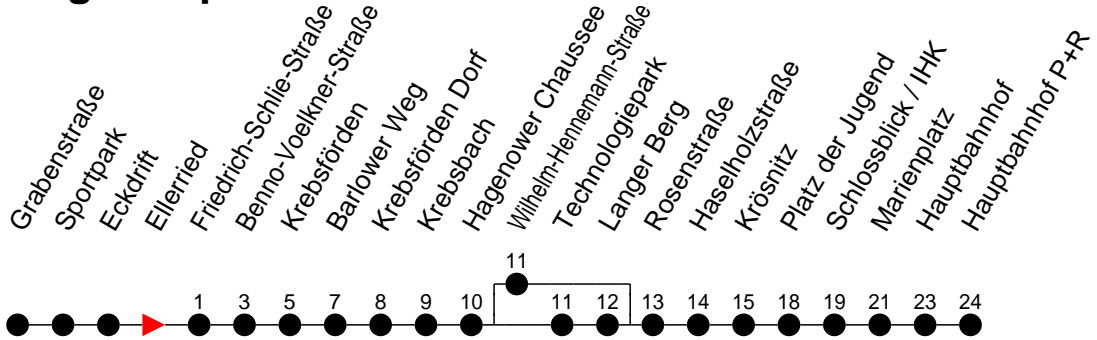 Grabenstraße
Sportpark
Eckdrift
Ellerried
Friedrich-Schlie-Straße
Benno-Voelkner-Straße
Krebsförden
Barlower Weg
Krebsförden Dorf
Krebsbach
Hagenower Chaussee
Wilhelm-Hennemann-Straße
Technologiepark
Langer Berg
Rosenstraße
Haselholzstraße
Krösnitz
Platz der Jugend
Schlossblick / IHK
Marienplatz
Hauptbahnhof
Hauptbahnhof P+R
11
1 3 5 7 8 9 10 11 12 13 14 15 18 19 21 23 24